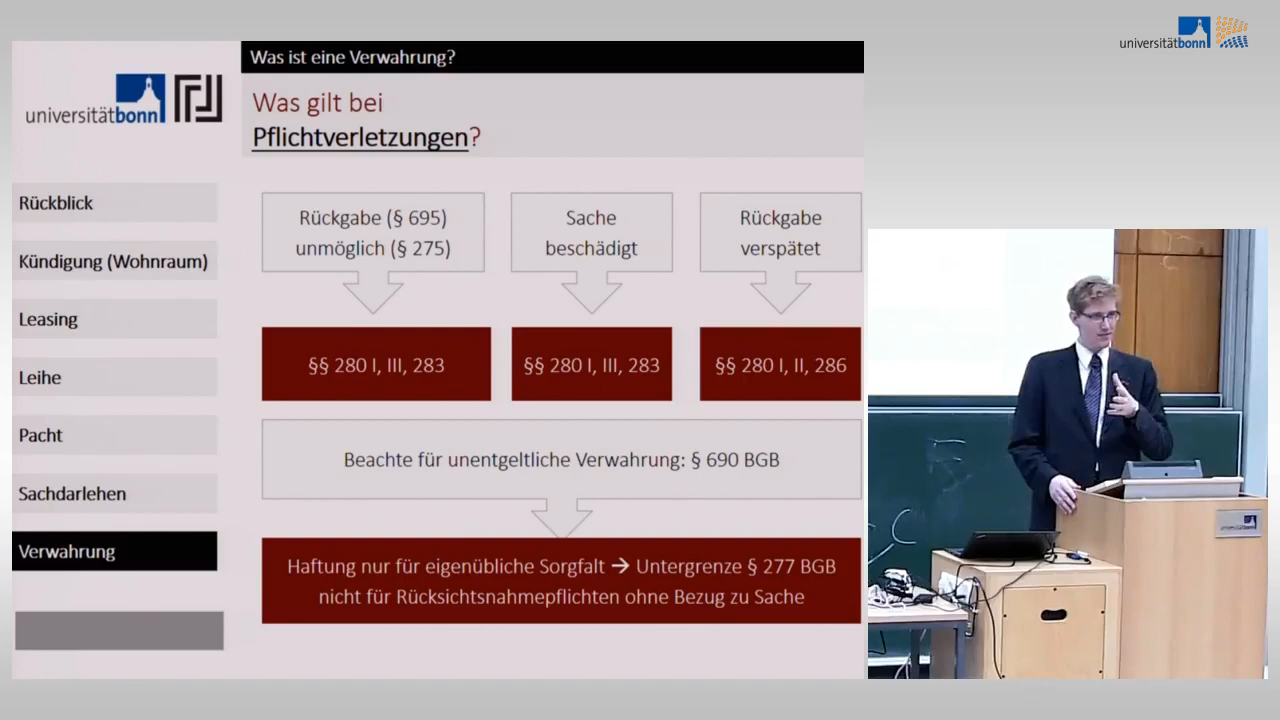 universitätbonn
Was ist eine Verwahrung?
universitätbonn
Was gilt bei
Pflichtverletzungen?
Rückblick
Kündigung (Wohnraum)
Leasing
Leihe
Pacht
Sachdarlehen
Verwahrung
Rückgabe (§ 695)
unmöglich (§ 275)
Sache
beschädigt
Rückgabe
verspätet
§§ 280 I, III, 283
§§ 280 I, III, 283
§§ 280 I, II, 286
Beachte für unentgeltliche Verwahrung: § 690 BGB
Haftung nur für eigenübliche Sorgfalt → Untergrenze § 277 BGB
nicht für Rücksichtsnahmepflichten ohne Bezug zu Sache